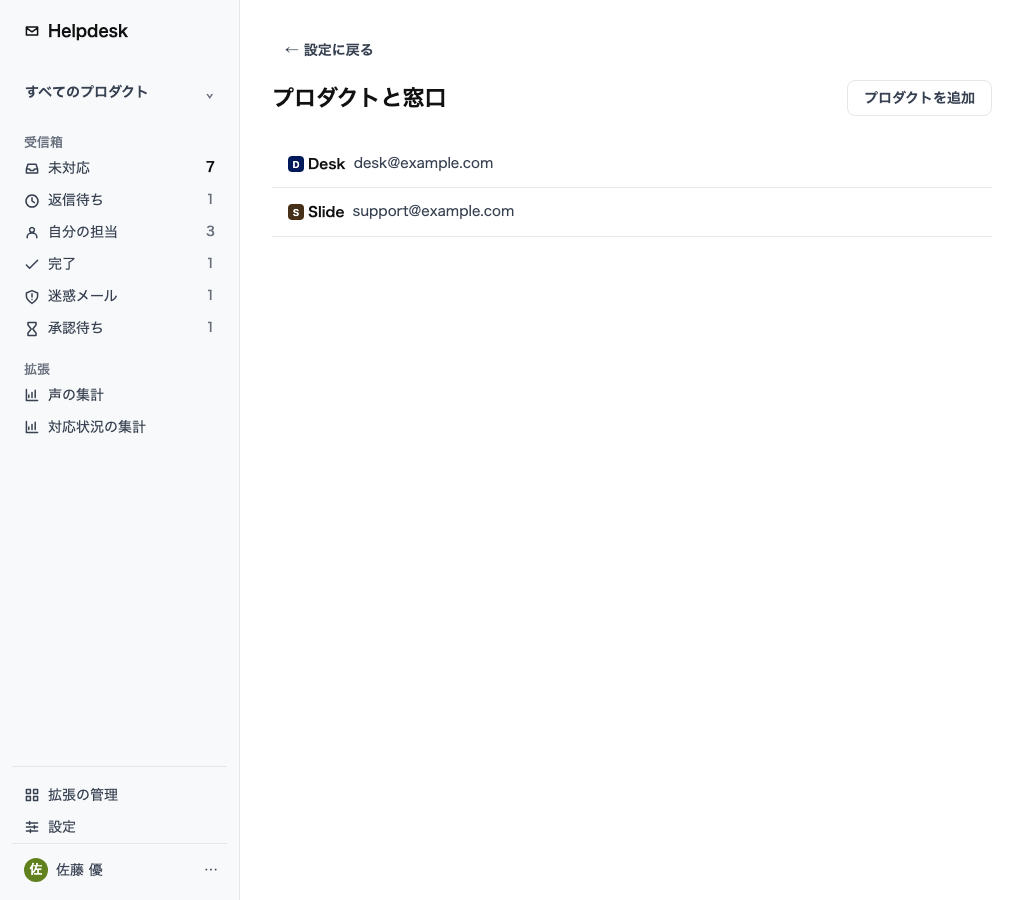 Helpdesk
すべてのプロダクト
受信箱
未対応 7
返信待ち 1
自分の担当 3
完了 1
迷惑メール 1
承認待ち 1
拡張
声の集計
対応状況の集計
拡張の管理
設定
佐 佐藤 優 …
← 設定に戻る
プロダクトと窓口
プロダクトを追加
D Desk desk@example.com
S Slide support@example.com